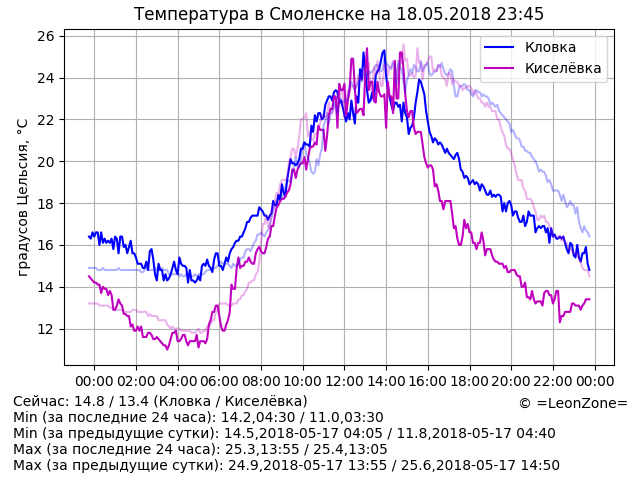 Температура в Смоленске на 18.05.2018 23:45
градусов Цельсия, °C
26
24
22
20
18
16
14
12
Кловка
Киселёвка
00:00 02:00 04:00 06:00 08:00 10:00 12:00 14:00 16:00 18:00 20:00 22:00 00:00
Сейчас: 14.8 / 13.4 (Кловка / Киселёвка)
© =LeonZone=
Min (за последние 24 часа): 14.2,04:30 / 11.0,03:30
Min (за предыдущие сутки): 14.5,2018-05-17 04:05 / 11.8,2018-05-17 04:40
Max (за последние 24 часа): 25.3,13:55 / 25.4,13:05
Max (за предыдущие сутки): 24.9,2018-05-17 13:55 / 25.6,2018-05-17 14:50